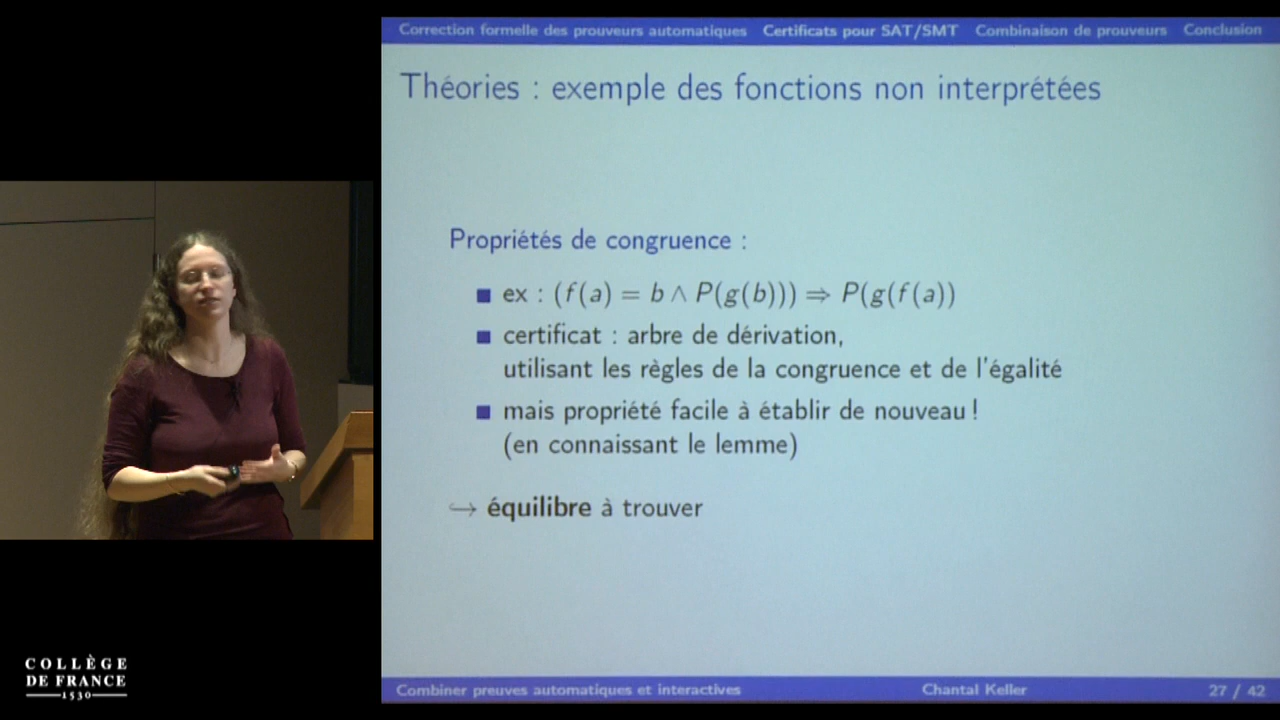 Correction formelle des prouveurs automatiques Certificats pour SAT/SMT Combinaison de prouveurs Conclusion
Théories : exemple des fonctions non interprétées
Propriétés de congruence :
ex : (f(a) = b ∧ P(g(b))) ⇒ P(g(f(a))
certificat : arbre de dérivation,
utilisant les règles de la congruence et de l'égalité
mais propriété facile à établir de nouveau !
(en connaissant le lemme)
↪ équilibre à trouver
Combiner preuves automatiques et interactives Chantal Keller 27 / 42
COLLÈGE
DE FRANCE
1530